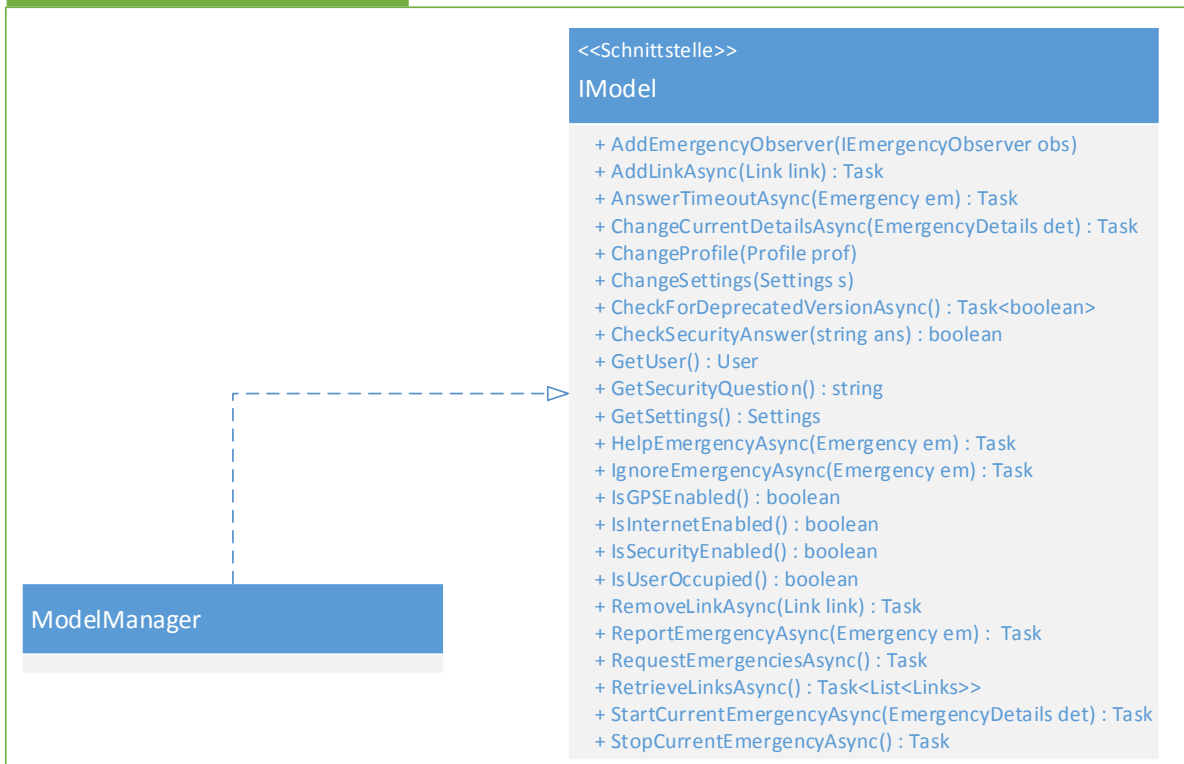 <<Schnittstelle>>
IModel
+ AddEmergencyObserver(IEmergencyObserver obs)
+ AddLinkAsync(Link link) : Task
+ AnswerTimeoutAsync(Emergency em) : Task
+ ChangeCurrentDetailsAsync(EmergencyDetails det) : Task
+ ChangeProfile(Profile prof)
+ ChangeSettings(Settings s)
+ CheckForDeprecatedVersionAsync() : Task<boolean>
+ CheckSecurityAnswer(string ans) : boolean
+ GetUser() : User
+ GetSecurityQuestion() : string
+ GetSettings() : Settings
+ HelpEmergencyAsync(Emergency em) : Task
+ IgnoreEmergencyAsync(Emergency em) : Task
+ IsGPSEnabled() : boolean
+ IsInternetEnabled() : boolean
+ IsSecurityEnabled() : boolean
+ IsUserOccupied() : boolean
+ RemoveLinkAsync(Link link) : Task
+ ReportEmergencyAsync(Emergency em) : Task
+ RequestEmergenciesAsync() : Task
+ RetrieveLinksAsync() : Task<List<Links>>
+ StartCurrentEmergencyAsync(EmergencyDetails det) : Task
+ StopCurrentEmergencyAsync() : Task
ModelManager